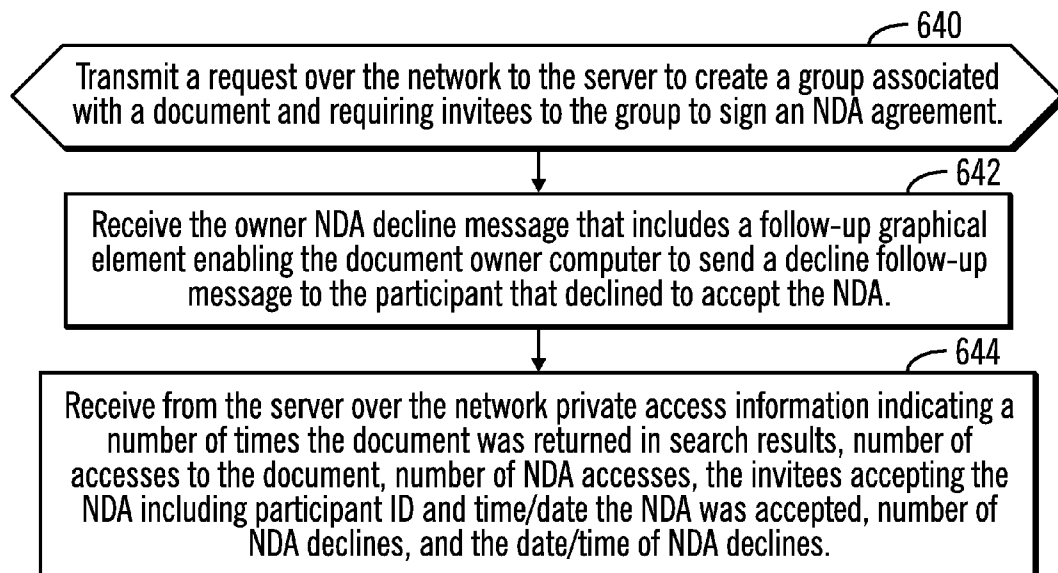 640
Transmit a request over the network to the server to create a group associated
with a document and requiring invitees to the group to sign an NDA agreement.
642
Receive the owner NDA decline message that includes a follow-up graphical
element enabling the document owner computer to send a decline follow-up
message to the participant that declined to accept the NDA.
644
Receive from the server over the network private access information indicating a
number of times the document was returned in search results, number of
accesses to the document, number of NDA accesses, the invitees accepting the
NDA including participant ID and time/date the NDA was accepted, number of
NDA declines, and the date/time of NDA declines.